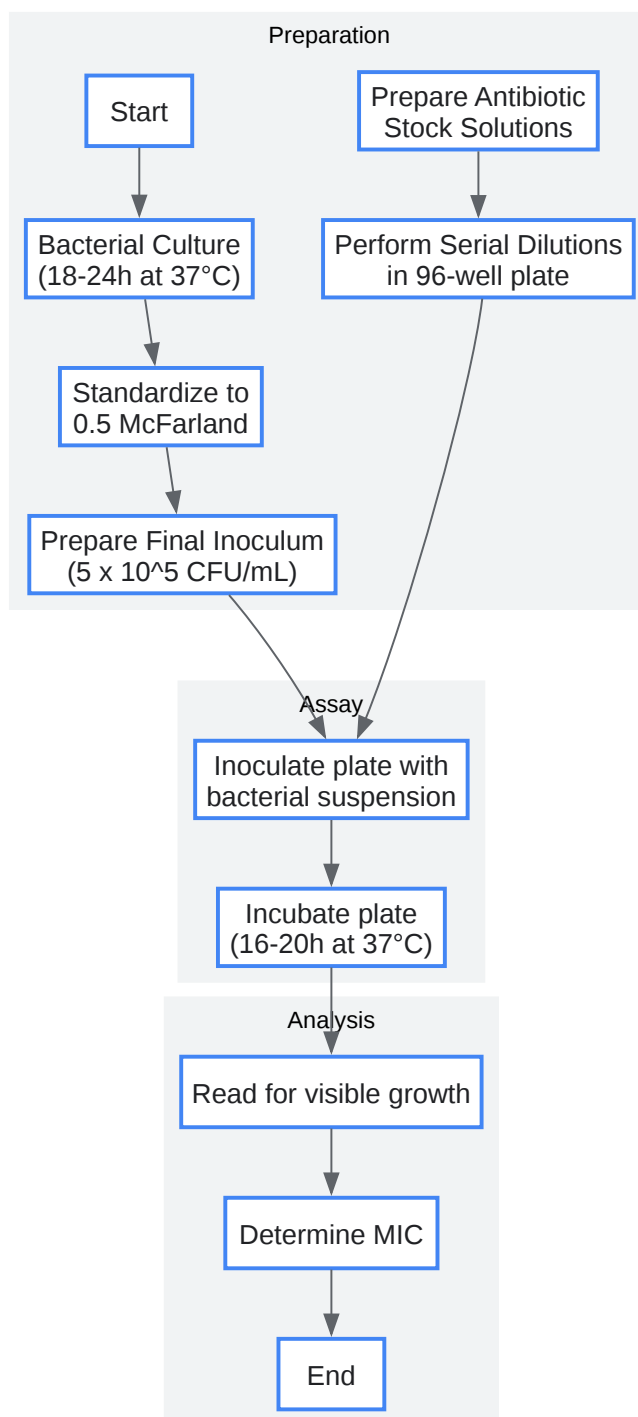 Preparation
Start
Prepare Antibiotic
Stock Solutions
Bacterial Culture
(18-24h at 37°C)
Perform Serial Dilutions
in 96-well plate
Standardize to
0.5 McFarland
Prepare Final Inoculum
(5 x 10^5 CFU/mL)
Assay
Inoculate plate with
bacterial suspension
Incubate plate
(16-20h at 37°C)
Analysis
Read for visible growth
Determine MIC
End